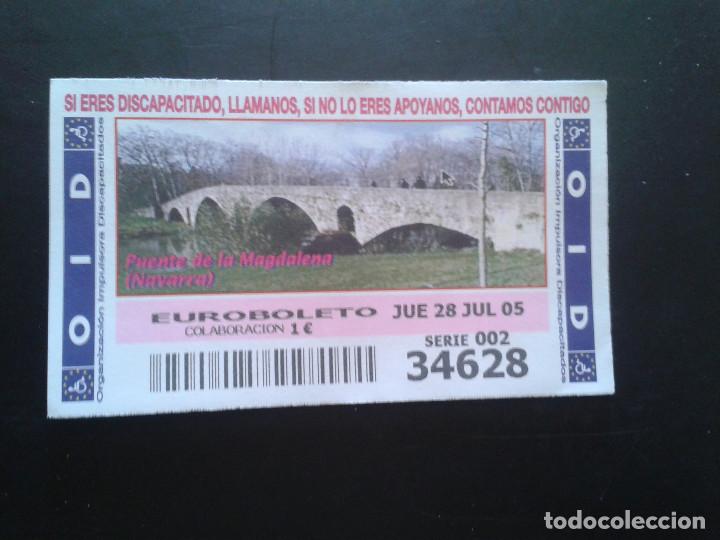 SI ERES DISCAPACITADO, LLAMANOS, SI NO LO ERES APOYANOS, CONTAMOS CONTIGO
OID
Organización Impulsora Discapacitados
Puente de la Magdalena
(Navarra)
OID
Organización Impulsora Discapacitados
EUROBOLETO
JUE 28 JUL 05
COLABORACION 1 €
SERIE 002
34628
todocoleccion